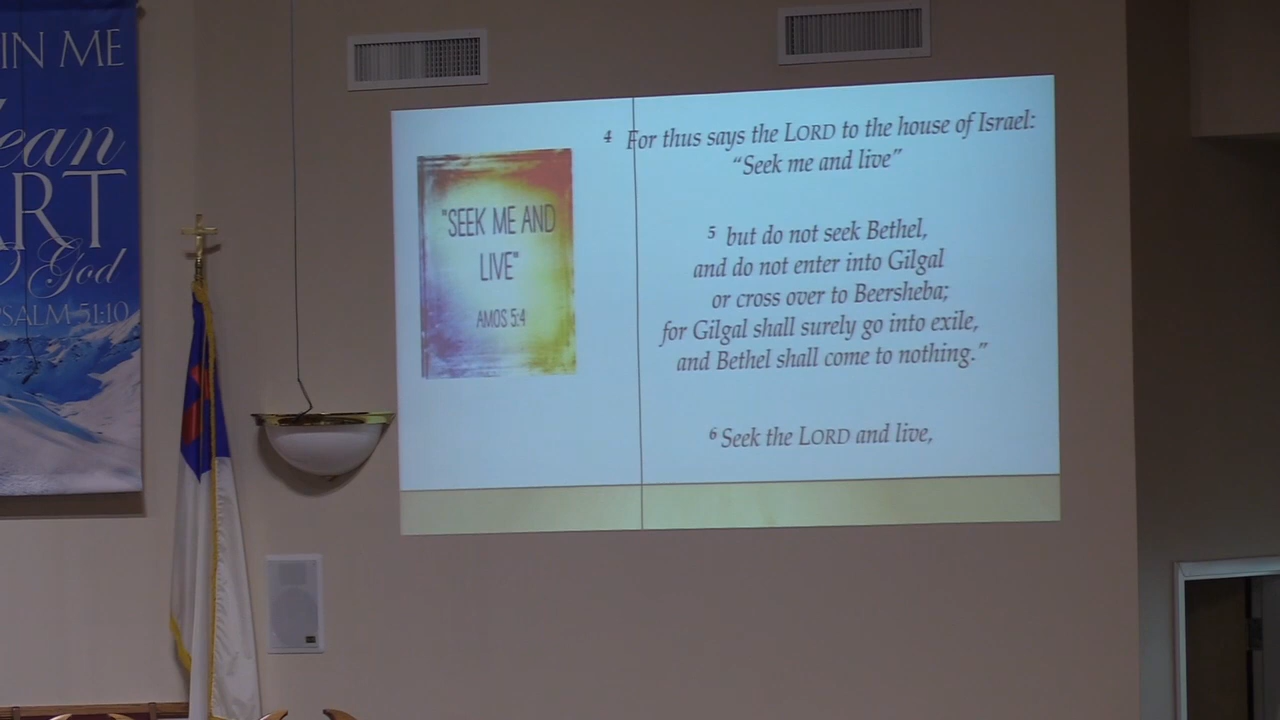 IN ME
ean
RT
God
PSALM 51:10
"SEEK ME AND
LIVE"
AMOS 5:4
4 For thus says the LORD to the house of Israel:
“Seek me and live”
5 but do not seek Bethel,
and do not enter into Gilgal
or cross over to Beersheba;
for Gilgal shall surely go into exile,
and Bethel shall come to nothing.”
6 Seek the LORD and live,